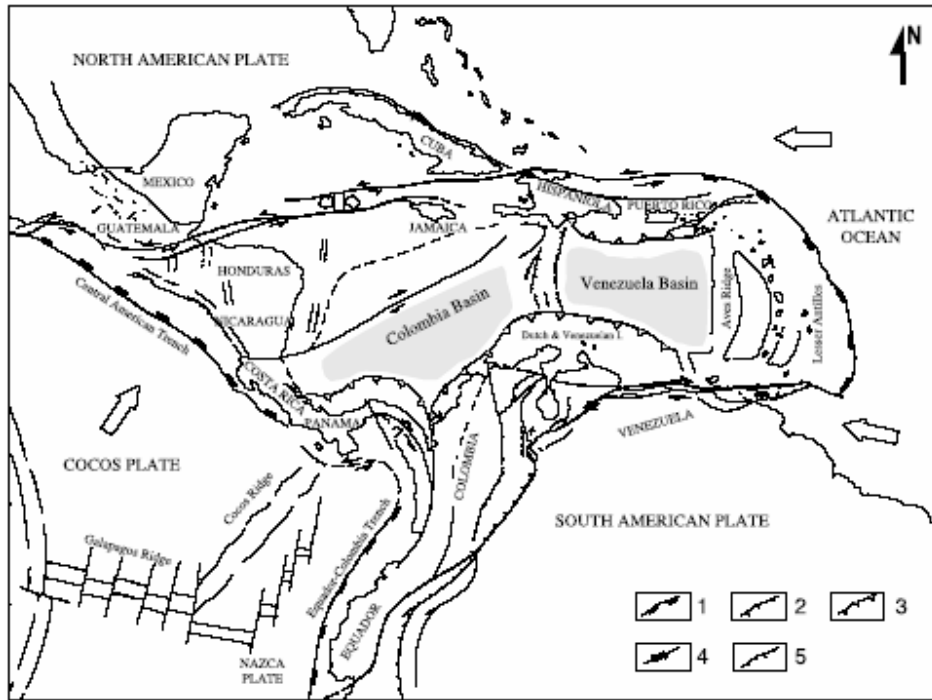 NORTH AMERICAN PLATE
N
CUBA
MEXICO
HISPANIOLA
PUERTO RICO
GUATEMALA
JAMAICA
ATLANTIC
OCEAN
HONDURAS
Venezuela Basin
Aves Ridge
Central American Trench
NICARAGUA
Colombia Basin
Lesser Antilles
Dutch & Venezuelan I.
COSTA RICA
PANAMA
VENEZUELA
COCOS PLATE
COLOMBIA
Cocos Ridge
SOUTH AMERICAN PLATE
Galapagos Ridge
Equador-Colombia Trench
EQUADOR
NAZCA
PLATE
1 2 3
4 5